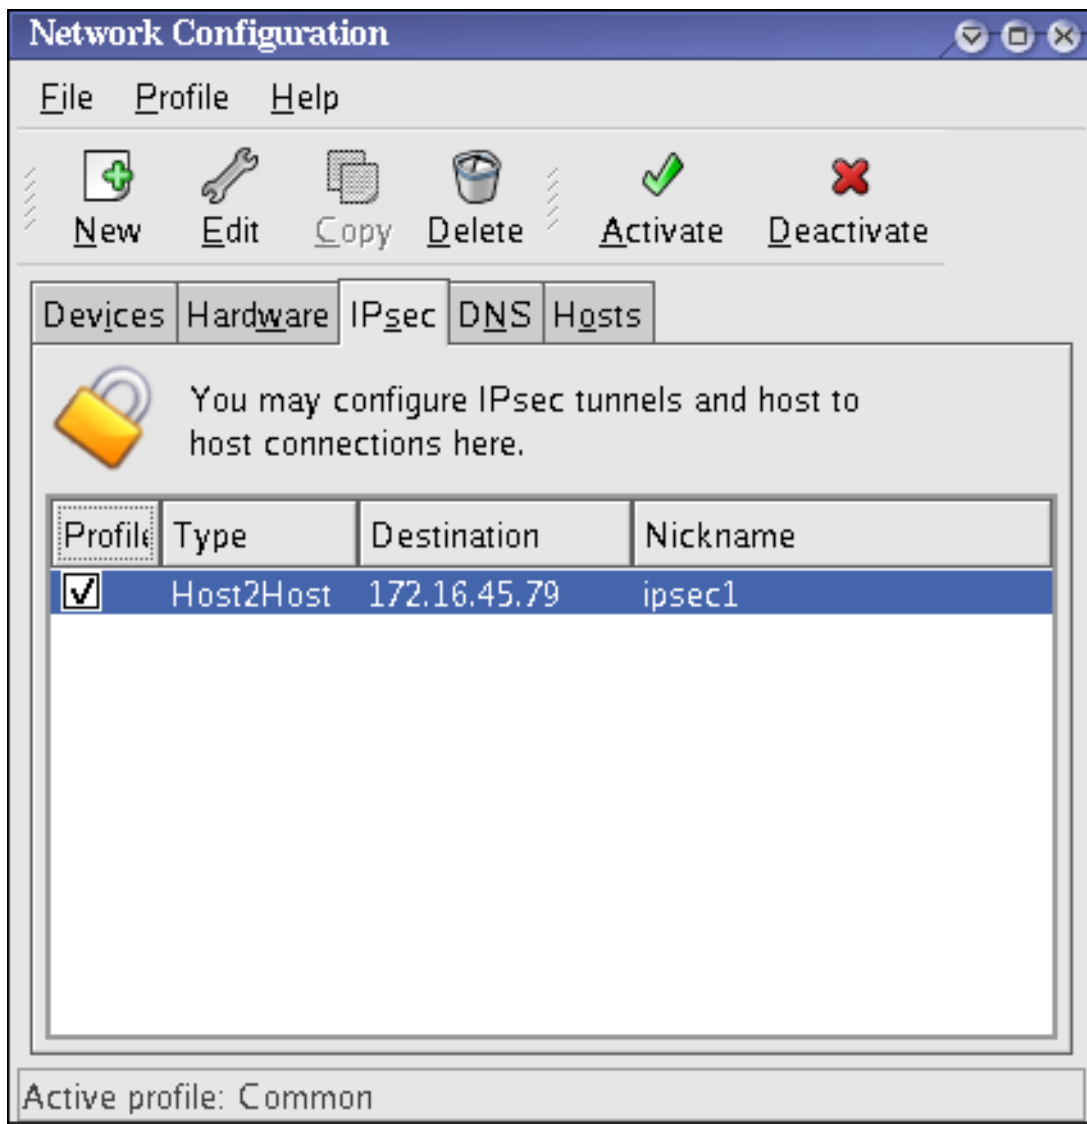 Network Configuration
File Profile Help
New Edit Copy Delete Activate Deactivate
Devices Hardware IPsec DNS Hosts
You may configure IPsec tunnels and host to
host connections here.
Profile Type Destination Nickname
Host2Host 172.16.45.79 ipsec1
Active profile: Common